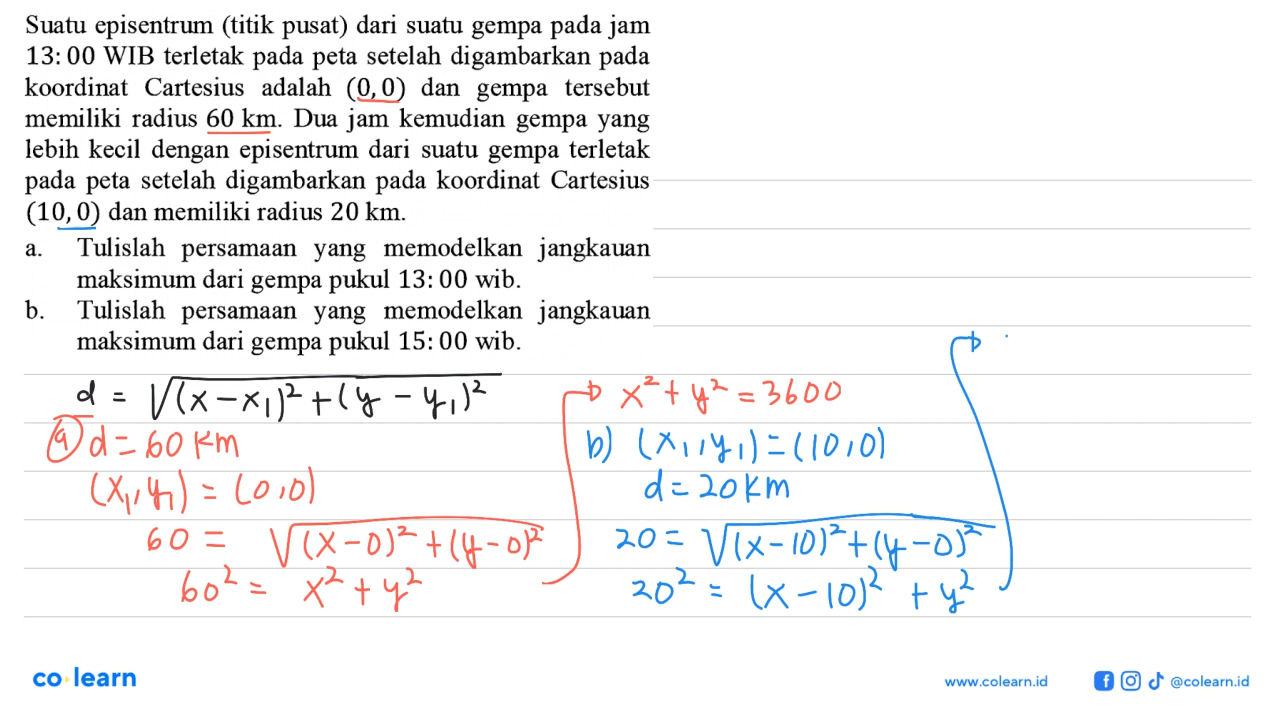 Suatu episentrum (titik pusat) dari suatu gempa pada jam
13:00 WIB terletak pada peta setelah digambarkan pada
koordinat Cartesius adalah (0,0) dan gempa tersebut
memiliki radius 60 km. Dua jam kemudian gempa yang
lebih kecil dengan episentrum dari suatu gempa terletak
pada peta setelah digambarkan pada koordinat Cartesius
(10,0) dan memiliki radius 20 km.
a. Tulislah persamaan yang memodelkan jangkauan
maksimum dari gempa pukul 13:00 wib.
b. Tulislah persamaan yang memodelkan jangkauan
maksimum dari gempa pukul 15:00 wib.
d = √((x-x₁)² + (y-y₁)²)
a) d = 60 km
(x₁,y₁) = (0,0)
60 = √((x-0)² + (y-0)²)
60² = x² + y²
x² + y² = 3600
b) (x₁,y₁) = (10,0)
d = 20 km
20 = √((x-10)² + (y-0)²)
20² = (x-10)² + y²
co learn
www.colearn.id
@colearn.id